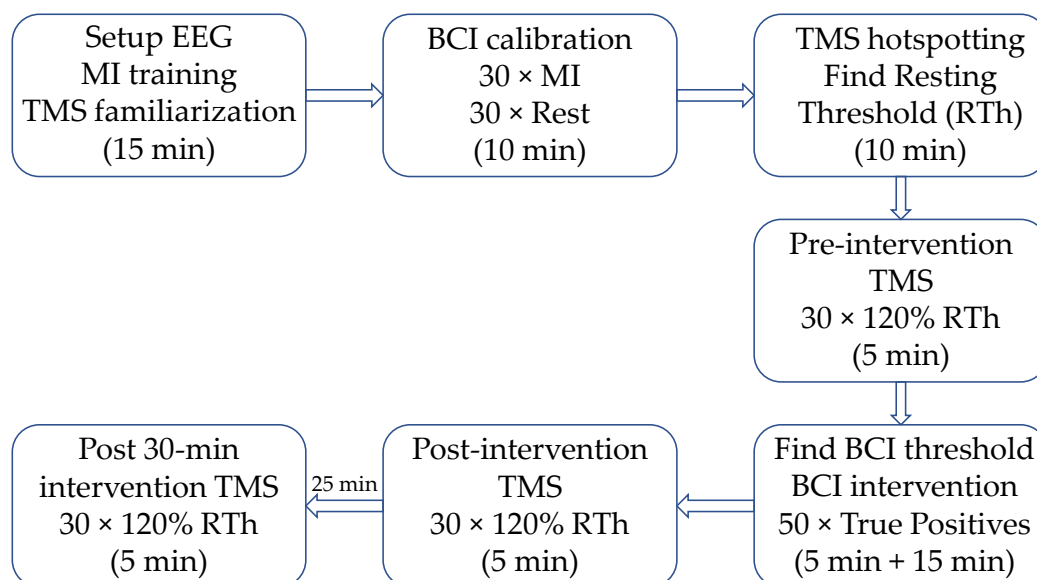 Setup EEG
MI training
TMS familiarization
(15 min)
BCI calibration
30 × MI
30 × Rest
(10 min)
TMS hotspotting
Find Resting
Threshold (RTh)
(10 min)
Pre-intervention
TMS
30 × 120% RTh
(5 min)
Find BCI threshold
BCI intervention
50 × True Positives
(5 min + 15 min)
Post-intervention
TMS
30 × 120% RTh
(5 min)
25 min
Post 30-min
intervention TMS
30 × 120% RTh
(5 min)